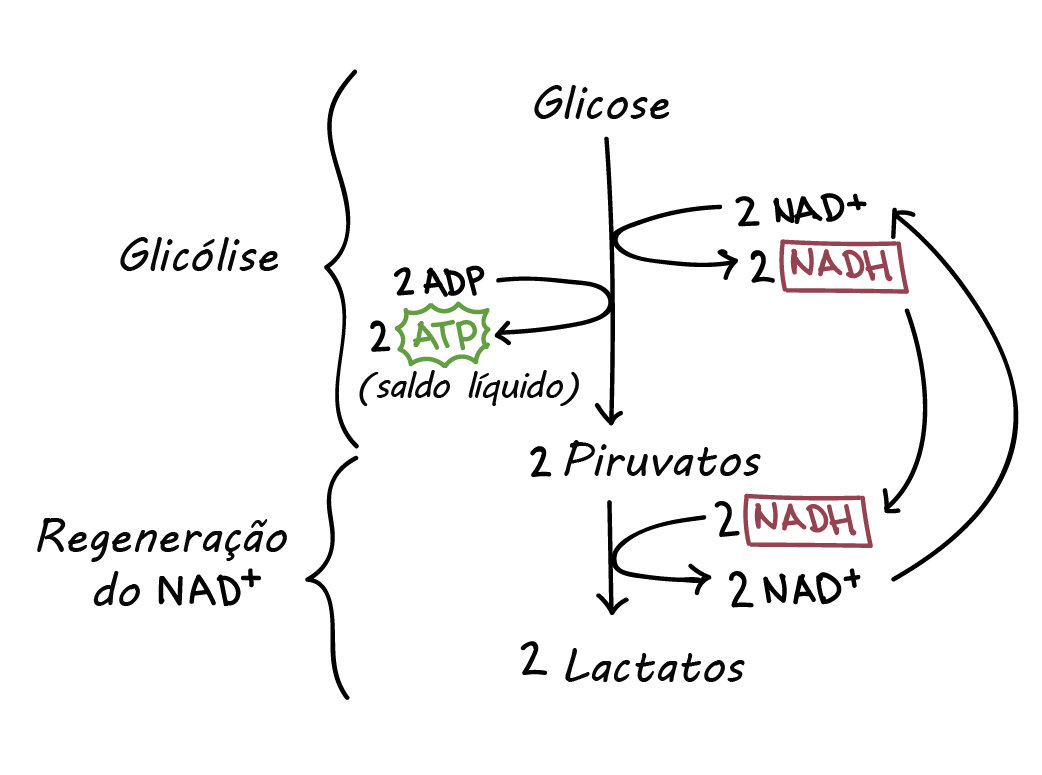 Glicose
2 NAD+
2 NADH
Glicólise
2 ADP
2 ATP
(saldo líquido)
2 Piruvatos
2 NADH
Regeneração
do NAD+
2 NAD+
2 Lactatos